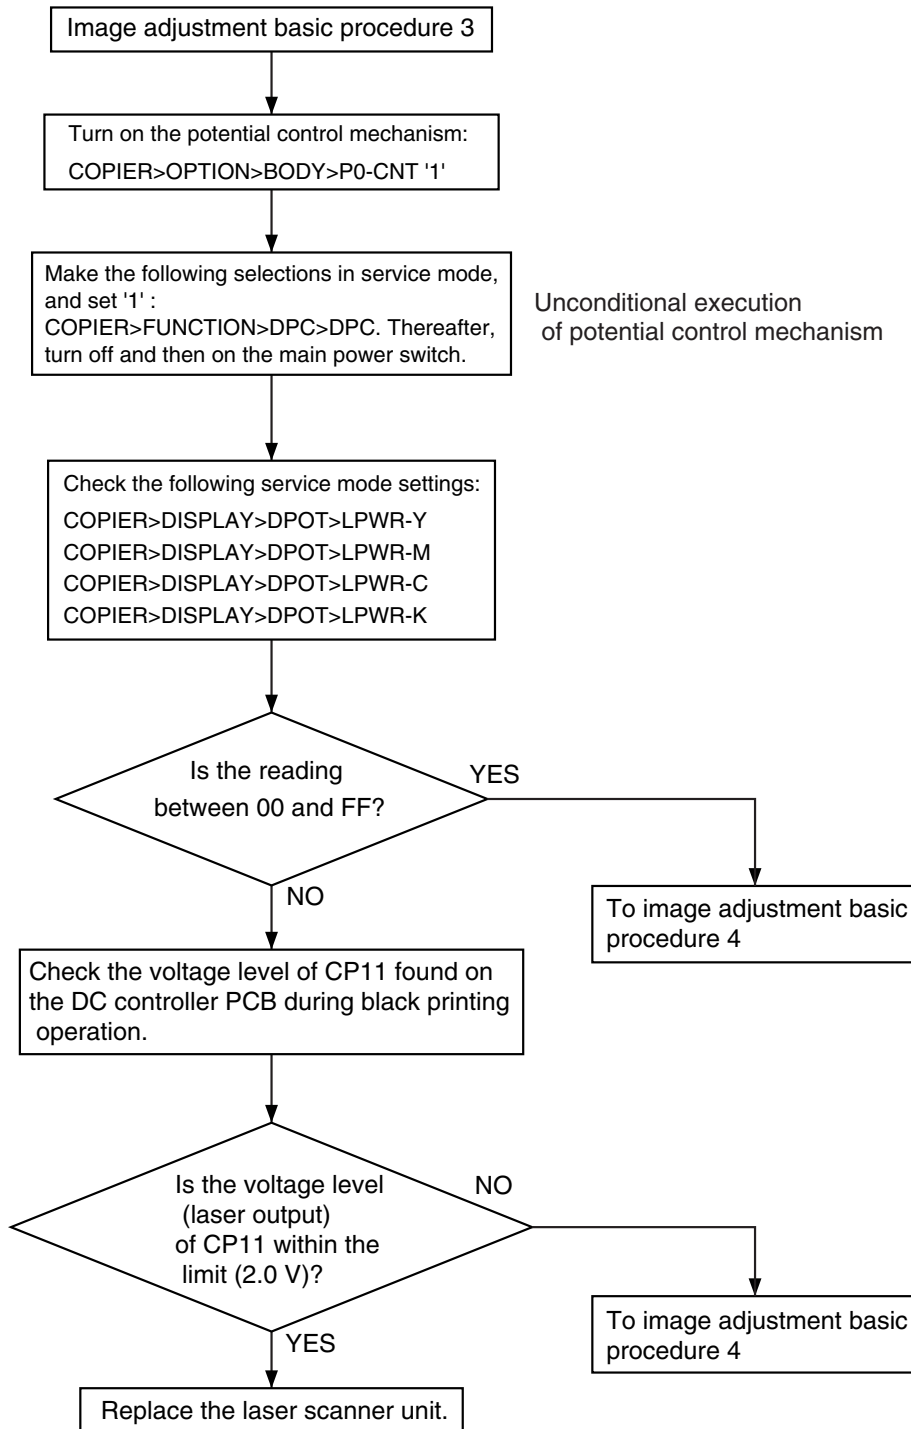 Image adjustment basic procedure 3
Turn on the potential control mechanism:
COPIER>OPTION>BODY>P0-CNT '1'
Make the following selections in service mode,
and set '1' :
COPIER>FUNCTION>DPC>DPC. Thereafter,
turn off and then on the main power switch.
Unconditional execution
of potential control mechanism
Check the following service mode settings:
COPIER>DISPLAY>DPOT>LPWR-Y
COPIER>DISPLAY>DPOT>LPWR-M
COPIER>DISPLAY>DPOT>LPWR-C
COPIER>DISPLAY>DPOT>LPWR-K
Is the reading
between 00 and FF?
YES
NO
To image adjustment basic
procedure 4
Check the voltage level of CP11 found on
the DC controller PCB during black printing
operation.
Is the voltage level
(laser output)
of CP11 within the
limit (2.0 V)?
NO
YES
To image adjustment basic
procedure 4
Replace the laser scanner unit.